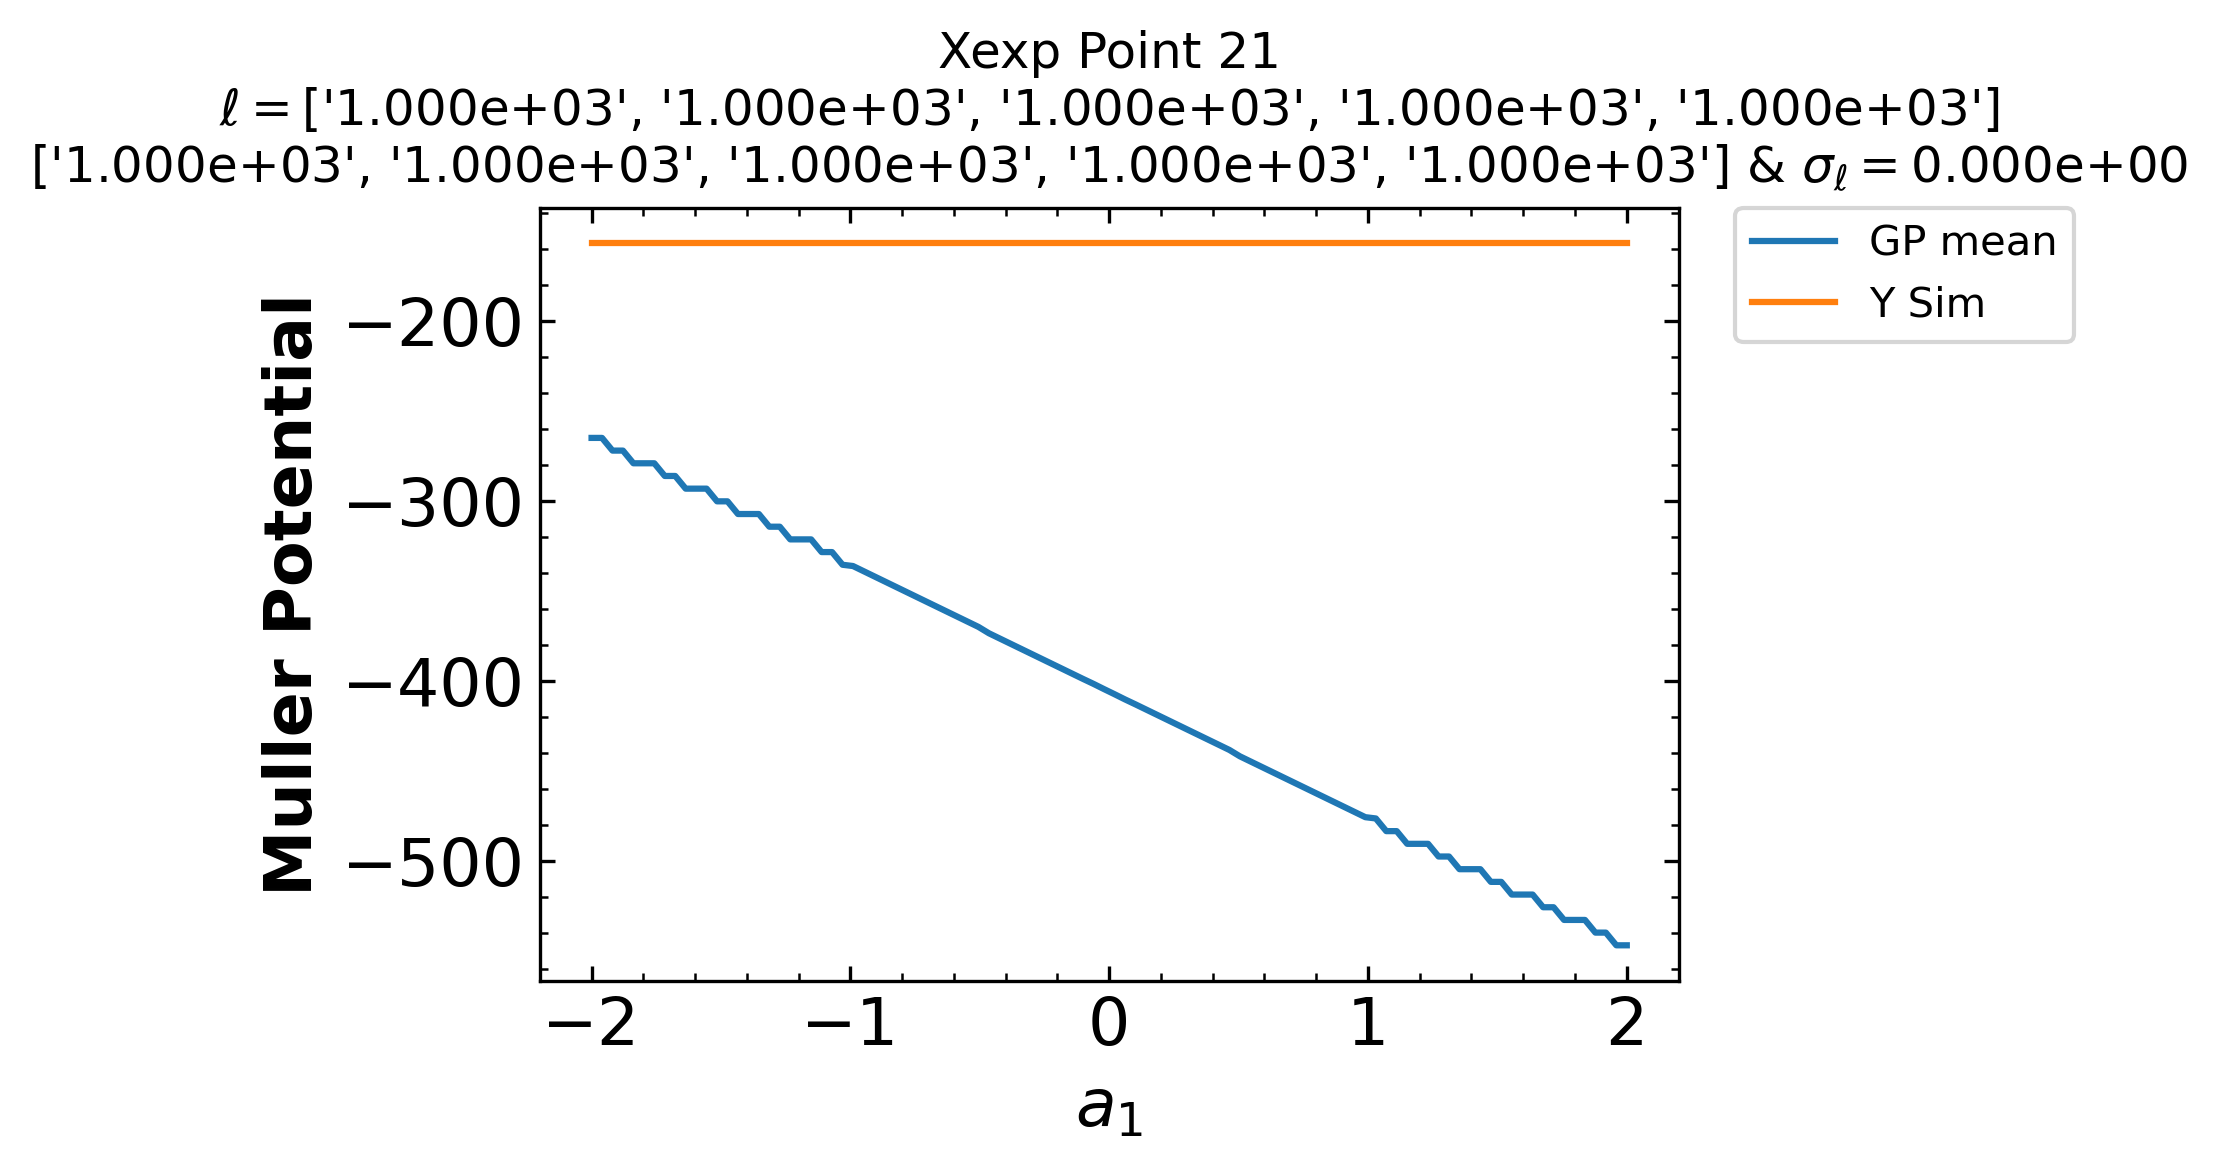 Xexp Point 21
ℓ = ['1.000e+03', '1.000e+03', '1.000e+03', '1.000e+03', '1.000e+03']
['1.000e+03', '1.000e+03', '1.000e+03', '1.000e+03', '1.000e+03'] & σℓ = 0.000e+00
GP mean
Y Sim
Muller Potential
−200
−300
−400
−500
−2 −1 0 1 2
a₁